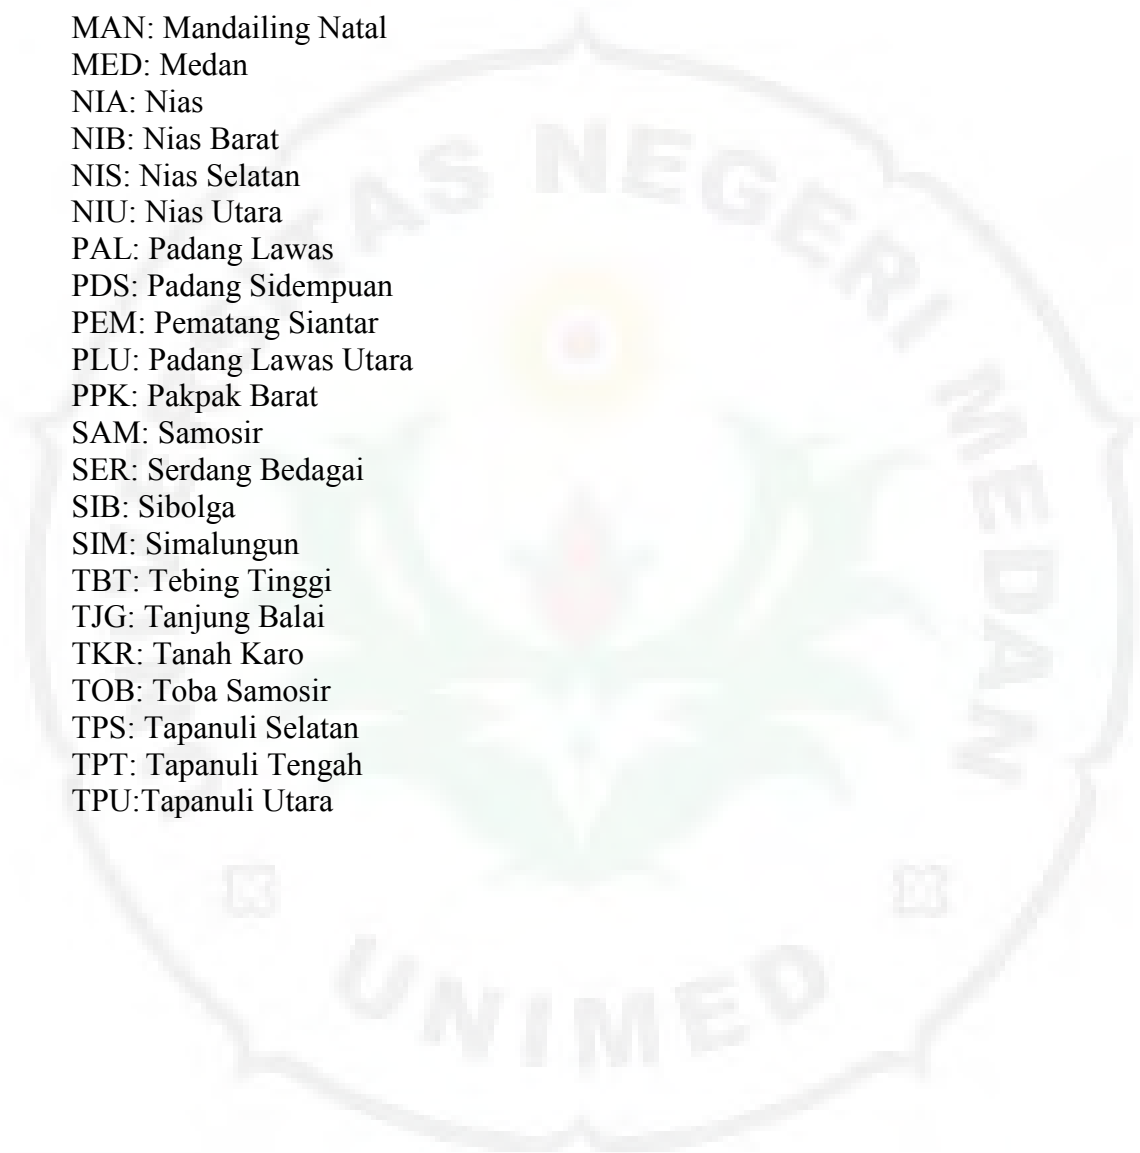 MAN: Mandailing Natal
MED: Medan
NIA: Nias
NIB: Nias Barat
NIS: Nias Selatan
NIU: Nias Utara
PAL: Padang Lawas
PDS: Padang Sidempuan
PEM: Pematang Siantar
PLU: Padang Lawas Utara
PPK: Pakpak Barat
SAM: Samosir
SER: Serdang Bedagai
SIB: Sibolga
SIM: Simalungun
TBT: Tebing Tinggi
TJG: Tanjung Balai
TKR: Tanah Karo
TOB: Toba Samosir
TPS: Tapanuli Selatan
TPT: Tapanuli Tengah
TPU:Tapanuli Utara
NEGERI MEDAN
UNIMED